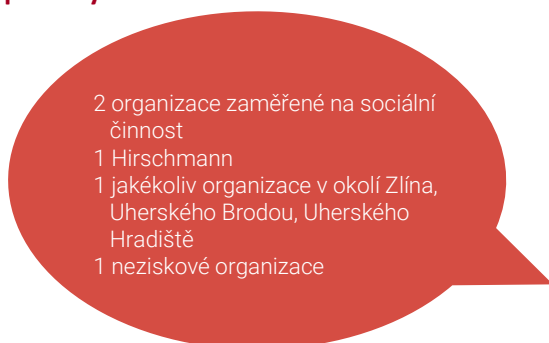 2 organizace zaměřené na sociální
činnost
1 Hirschmann
1 jakékoliv organizace v okolí Zlína,
Uherského Brodou, Uherského
Hradiště
1 neziskové organizace